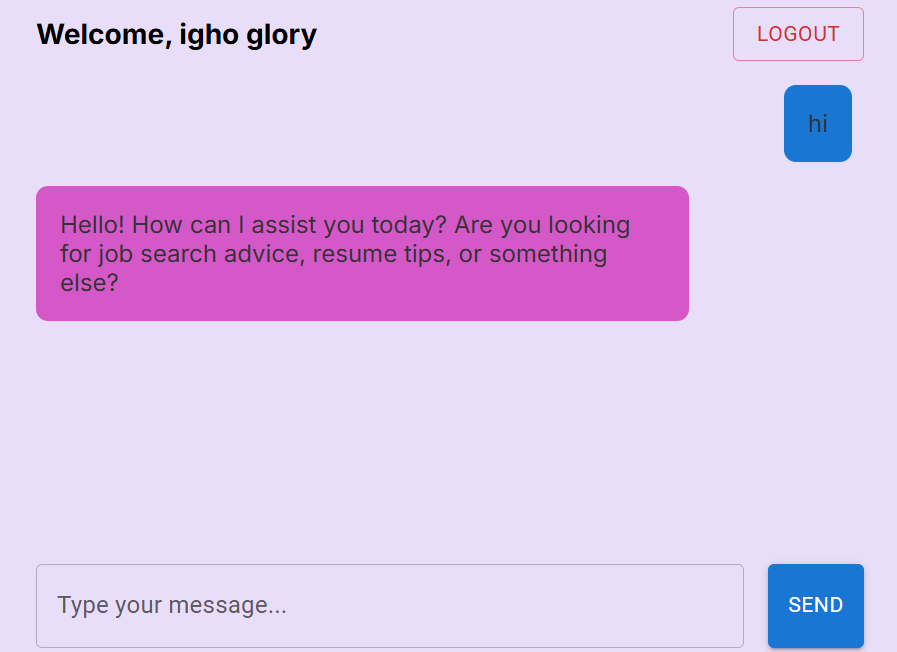 Welcome, igho glory
LOGOUT
hi
Hello! How can I assist you today? Are you looking
for job search advice, resume tips, or something
else?
Type your message...
SEND